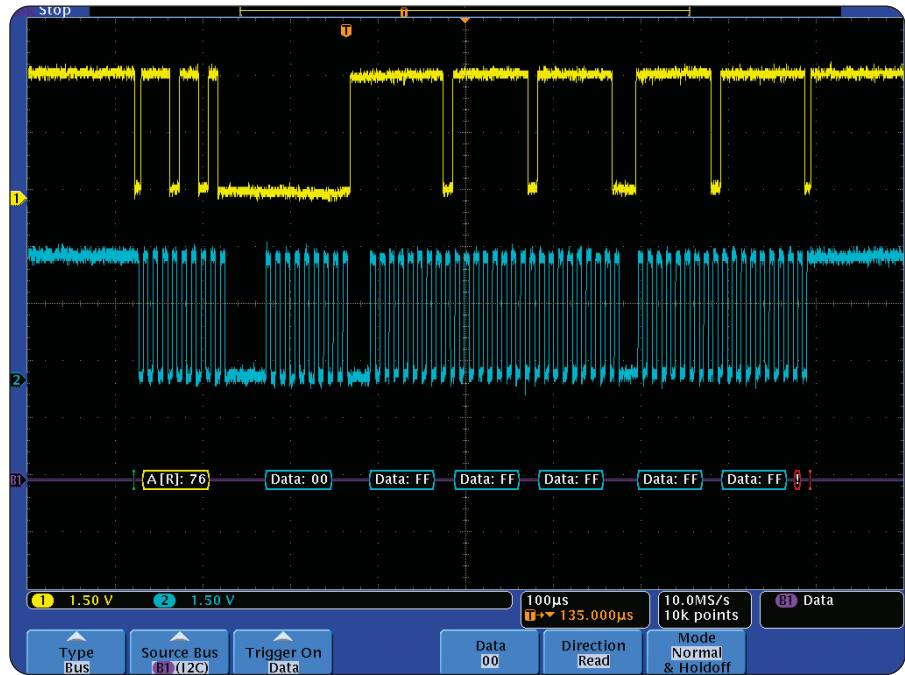 Stop
T
T
1
2
B1
A [R]: 76
Data: 00
Data: FF
Data: FF
Data: FF
Data: FF
Data: FF
!
1 1.50 V 2 1.50 V
100μs
T→▼ 135.000μs
10.0MS/s
10k points
B1 Data
Type
Bus
Source Bus
B1 (I2C)
Trigger On
Data
Data
00
Direction
Read
Mode
Normal
& Holdoff